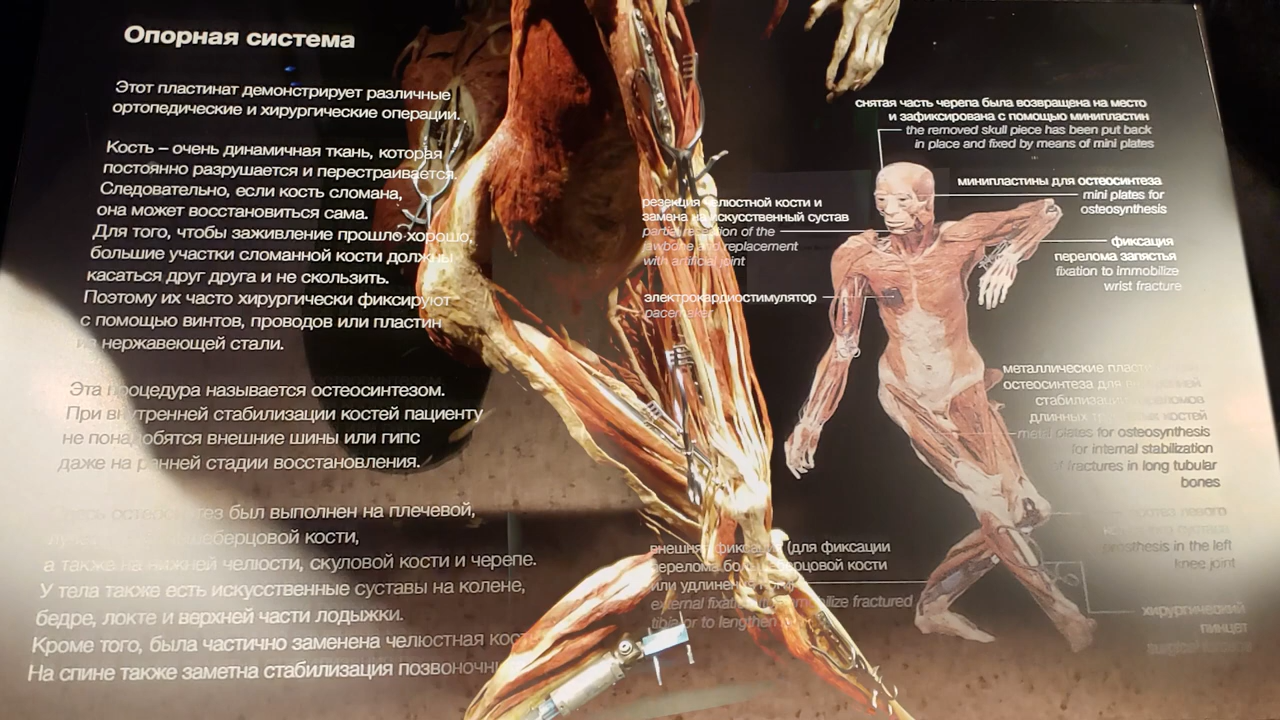 Опорная система
Этот пластинат демонстрирует различные
ортопедические и хирургические операции.
Кость – очень динамичная ткань, которая
постоянно разрушается и перестраивается.
Следовательно, если кость сломана,
она может восстановиться сама.
Для того, чтобы заживление прошло хорошо,
большие участки сломанной кости должны
касаться друг друга и не скользить.
Поэтому их часто хирургически фиксируют
с помощью винтов, проводов или пластин
из нержавеющей стали.
Эта процедура называется остеосинтезом.
При внутренней стабилизации костей пациенту
не понадобятся внешние шины или гипс
даже на ранней стадии восстановления.
был выполнен на плечевой,
кости,
а также на нижней челюсти, скуловой кости и черепе.
У тела также есть искусственные суставы на колене,
бедре, локте и верхней части лодыжки.
Кроме того, была частично заменена челюстная кость
На спине также заметна стабилизация
снятая часть черепа была возвращена на место
и зафиксирована с помощью минипластин
the removed skull piece has been put back
in place and fixed by means of mini plates
минипластины для остеосинтеза
mini plates for
osteosynthesis
резекция челюстной кости и
замена на искусственный сустав
partial resection of the
jawbone and replacement
with artificial joint
фиксация
перелома запястья
fixation to immobilize
wrist fracture
электрокардиостимулятор
pacemaker
металлические
остеосинтеза для
стабилизации переломов
длинных костей
metal plates for osteosynthesis
for internal stabilization
of fractures in long tubular
bones
левого
prosthesis in the left
knee joint
внешняя фиксация (для фиксации
перелома большеберцовой кости
или удлинения
external fixation immobilize fractured
tibia or to lengthen
хирургический
пинцет